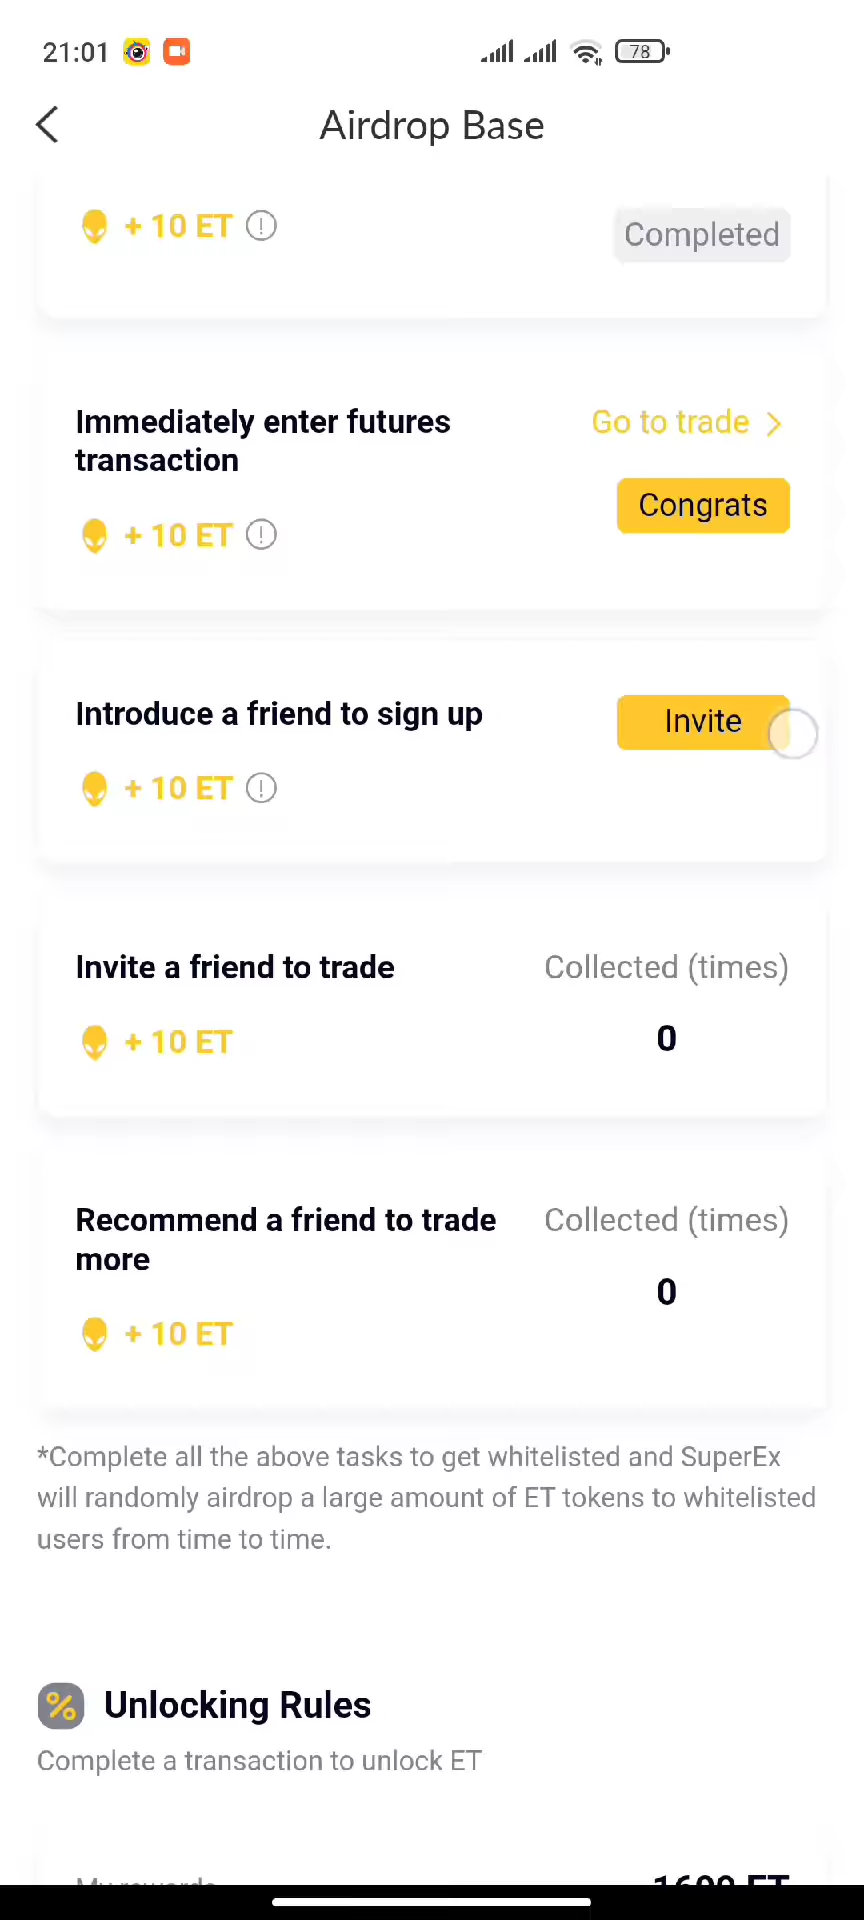 21:01
78
Airdrop Base
+ 10 ET
Completed
Immediately enter futures
transaction
Go to trade
Congrats
+ 10 ET
Introduce a friend to sign up
Invite
+ 10 ET
Invite a friend to trade
Collected (times)
+ 10 ET
0
Recommend a friend to trade
more
Collected (times)
0
+ 10 ET
*Complete all the above tasks to get whitelisted and SuperEx
will randomly airdrop a large amount of ET tokens to whitelisted
users from time to time.
Unlocking Rules
Complete a transaction to unlock ET
My rewards